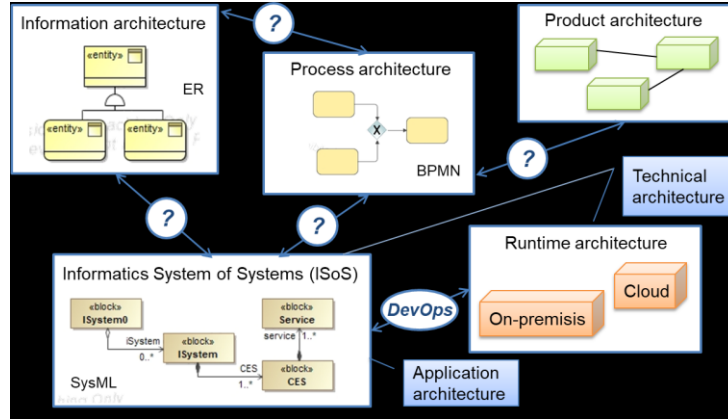 Information architecture
«entity»
ER
«entity»
«entity»
?
Process architecture
X
BPMN
Product architecture
?
?
?
Technical
architecture
Informatics System of Systems (ISoS)
«block»
ISystem0
iSystem
0..*
«block»
ISystem
CES
1..*
«block»
Service
service
1..*
«block»
CES
SysML
DevOps
Runtime architecture
Cloud
On-premisis
Application
architecture